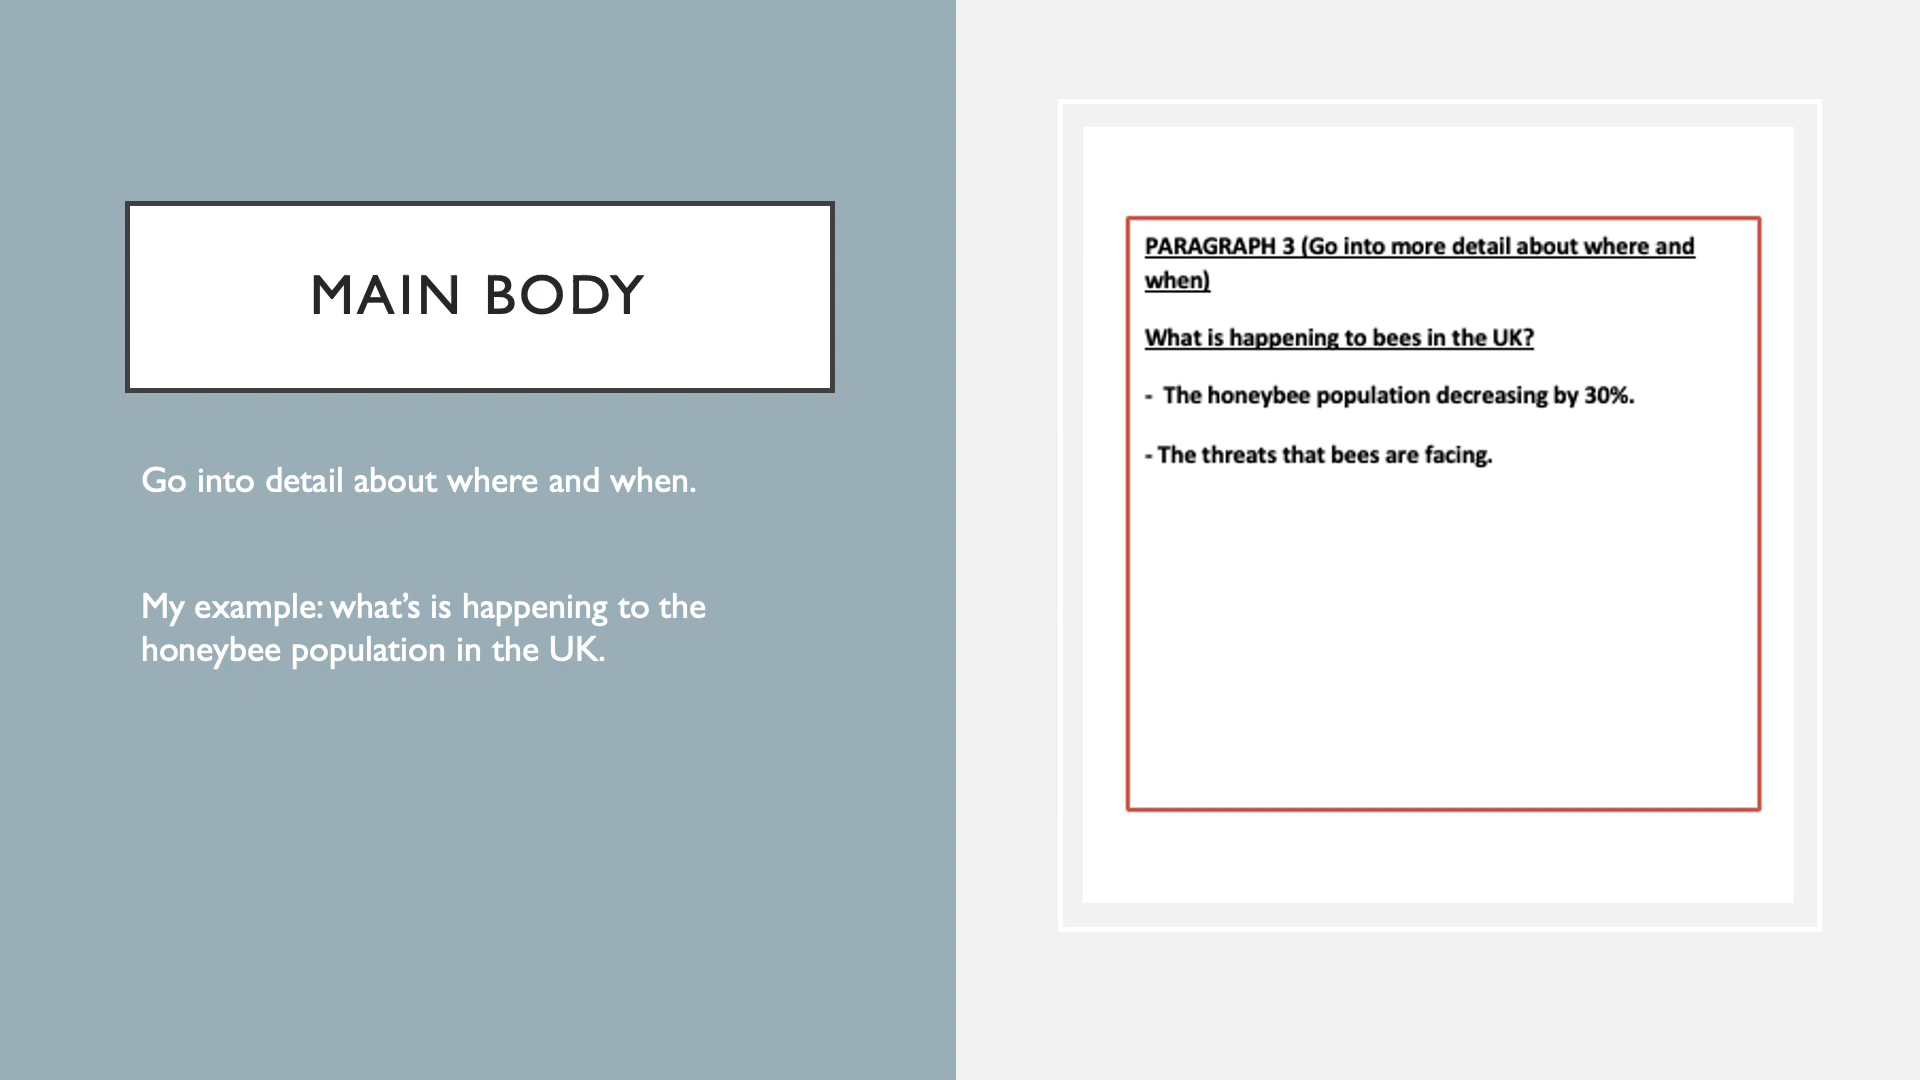 MAIN BODY
Go into detail about where and when.
My example: what's is happening to the
honeybee population in the UK.
PARAGRAPH 3 (Go into more detail about where and
when)
What is happening to bees in the UK?
- The honeybee population decreasing by 30%.
- The threats that bees are facing.